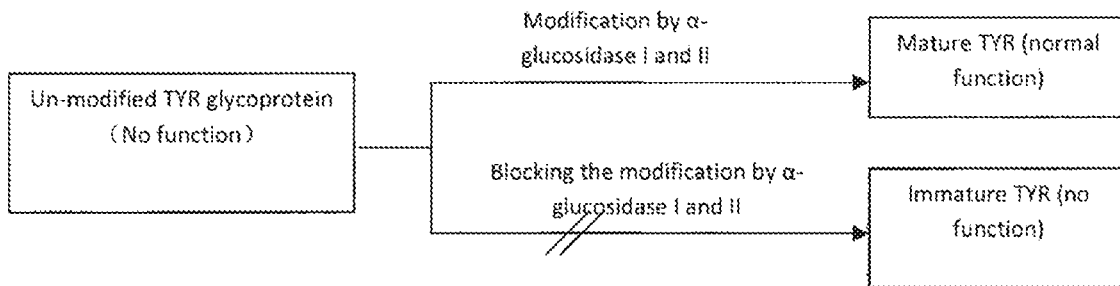 Un-modified TYR glycoprotein
（No function）
Modification by α-
glucosidase I and II
Mature TYR (normal
function)
Blocking the modification by α-
glucosidase I and II
Immature TYR (no
function)